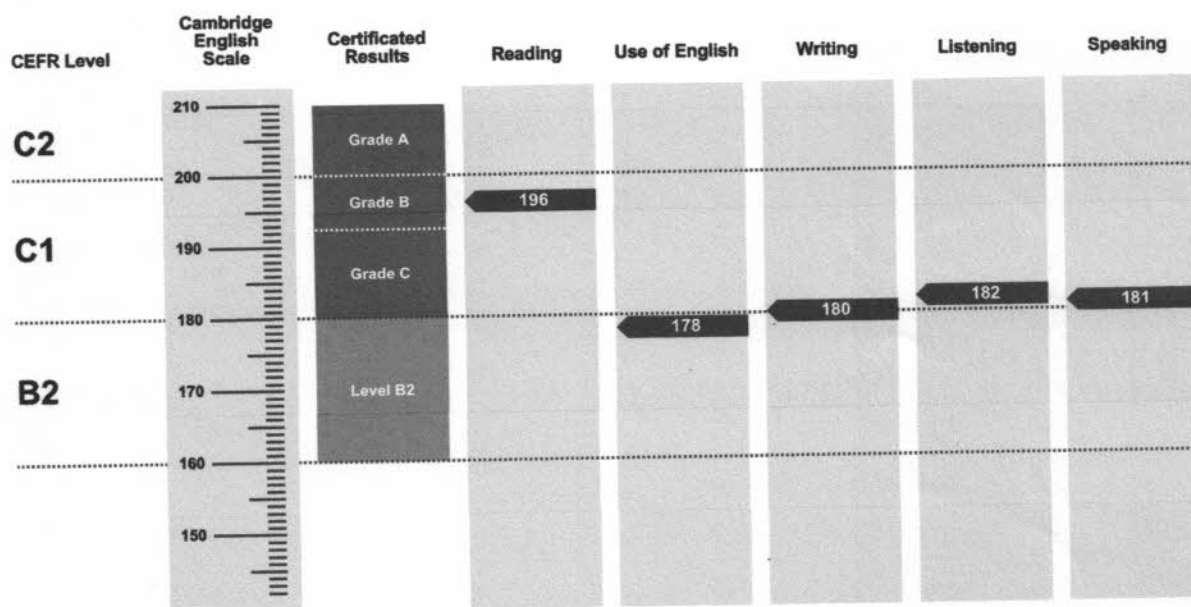 CEFR Level
Cambridge
English
Scale
Certificated
Results
Reading
Use of English
Writing
Listening
Speaking
C2
C1
B2
210
200
190
180
170
160
150
Grade A
Grade B
Grade C
Level B2
196
178
180
182
181